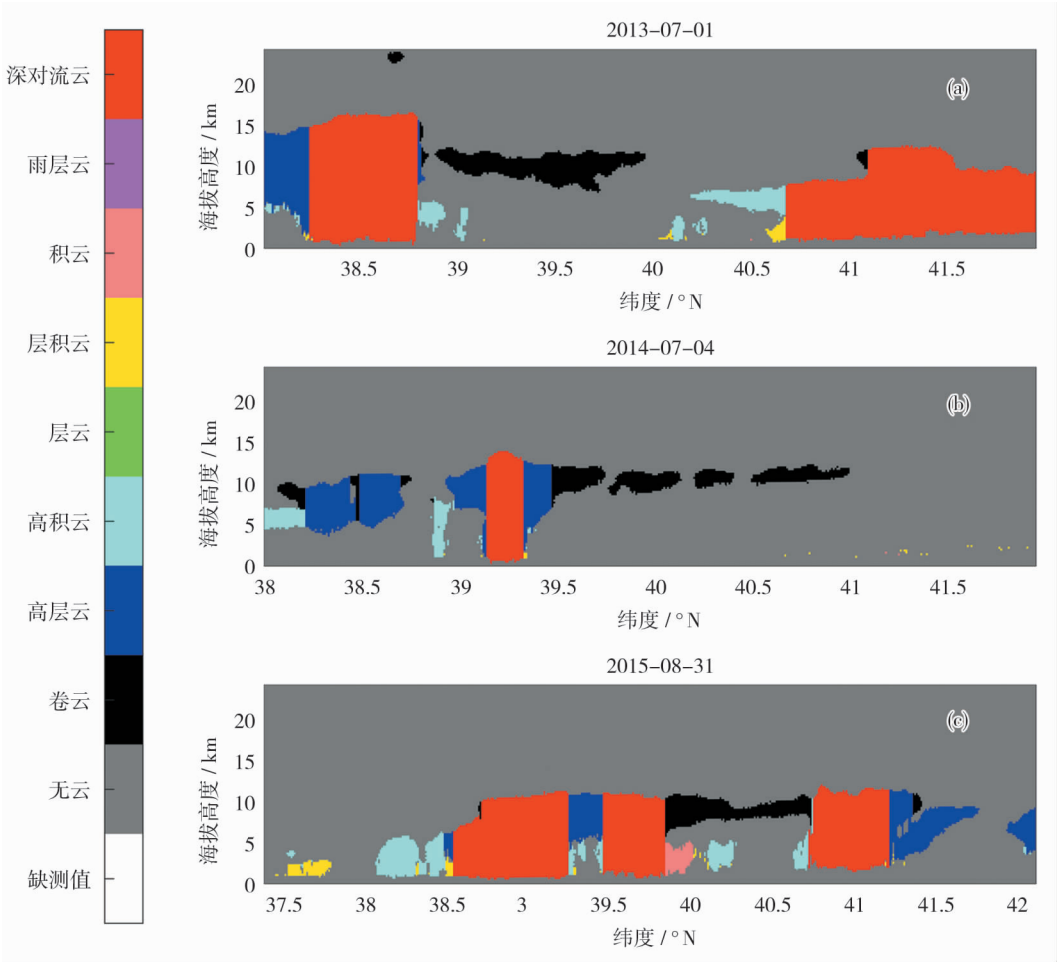 深对流云
雨层云
积云
层积云
层云
高积云
高层云
卷云
无云
缺测值
2013-07-01
(a)
海拔高度 / km
20
15
10
5
0
38.5 39 39.5 40 40.5 41 41.5
纬度 / °N
2014-07-04
(b)
海拔高度 / km
20
15
10
5
0
38 38.5 39 39.5 40 40.5 41 41.5
纬度 / °N
2015-08-31
(c)
海拔高度 / km
20
15
10
5
0
37.5 38 38.5 3 39.5 40 40.5 41 41.5 42
纬度 / °N